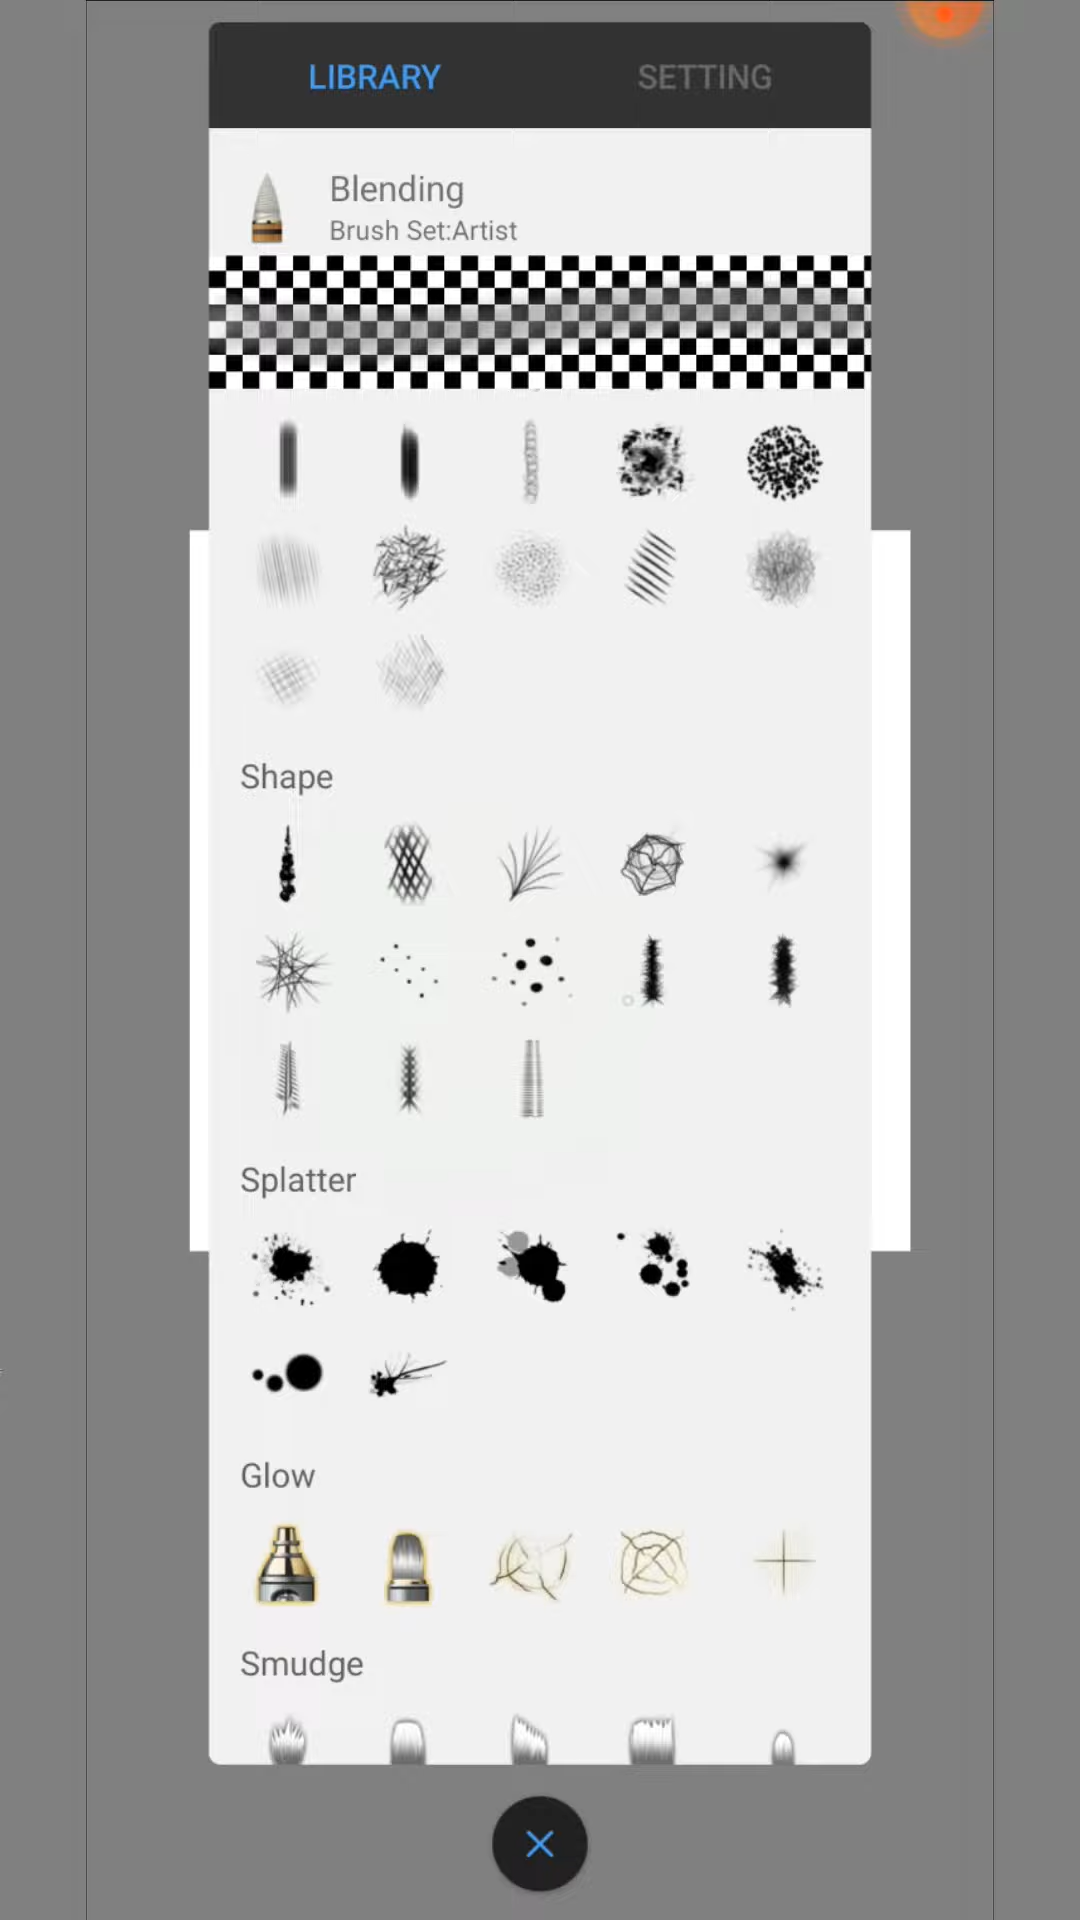 LIBRARY
SETTING
Blending
Brush Set:Artist
Shape
Splatter
Glow
Smudge